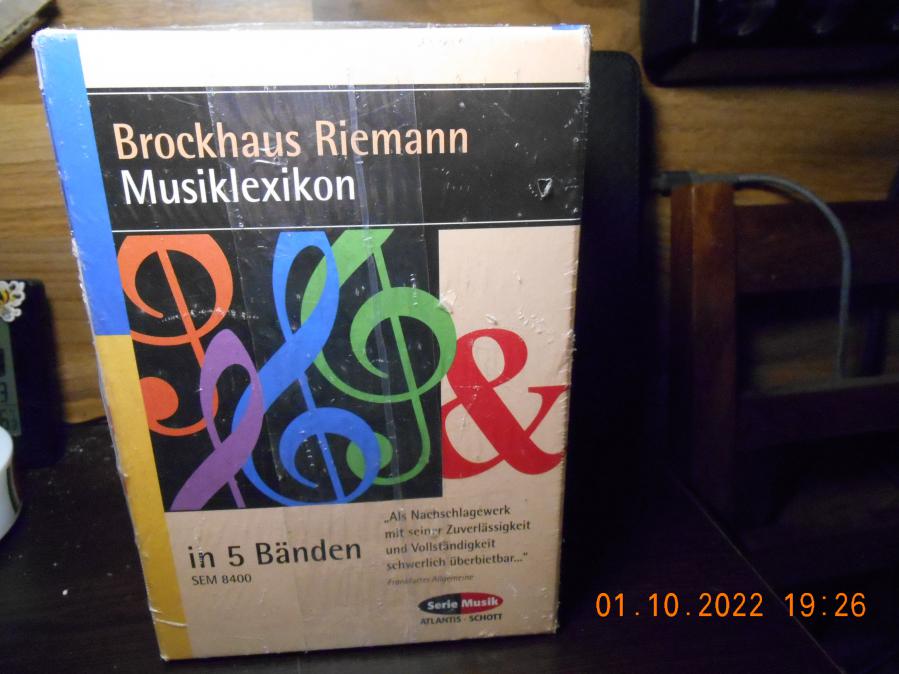 Brockhaus Riemann
Musiklexikon
&
in 5 Bänden
SEM 8400
„Als Nachschlagewerk
mit seiner Zuverlässigkeit
und Vollständigkeit
schwerlich überbietbar..."
Frankfurter Allgemeine
Serie Musik
ATLANTIS · SCHOTT
01.10.2022 19:26